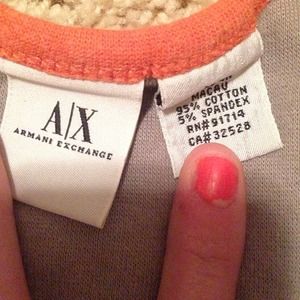 A|X
ARMANI EXCHANGE
MACAU
95% COTTON
5% SPANDEX
RN#91714
CA#32528